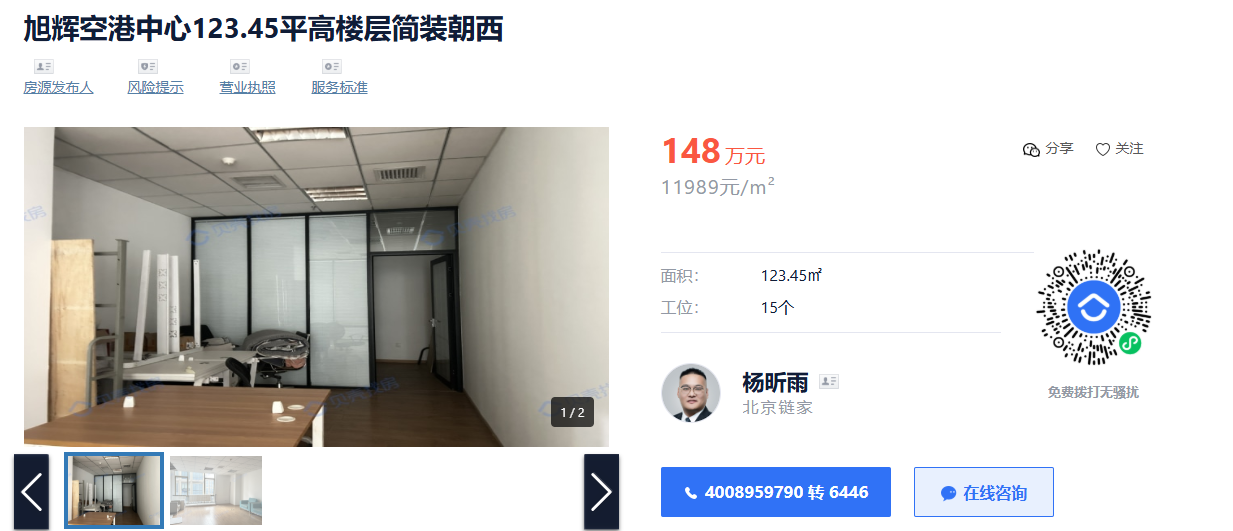 旭辉空港中心123.45平高楼层简装朝西
房源发布人 风险提示 营业执照 服务标准
148 万元
分享 关注
11989元/m²
面积： 123.45㎡
工位： 15个
杨昕雨
北京链家
免费拨打无骚扰
1 / 2
4008959790 转 6446
在线咨询